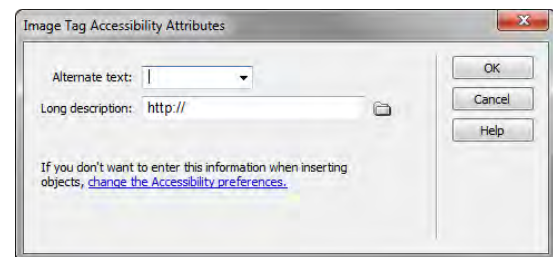 Image Tag Accessibility Attributes
Alternate text:
OK
Long description: http://
Cancel
Help
If you don't want to enter this information when inserting
objects, change the Accessibility preferences.